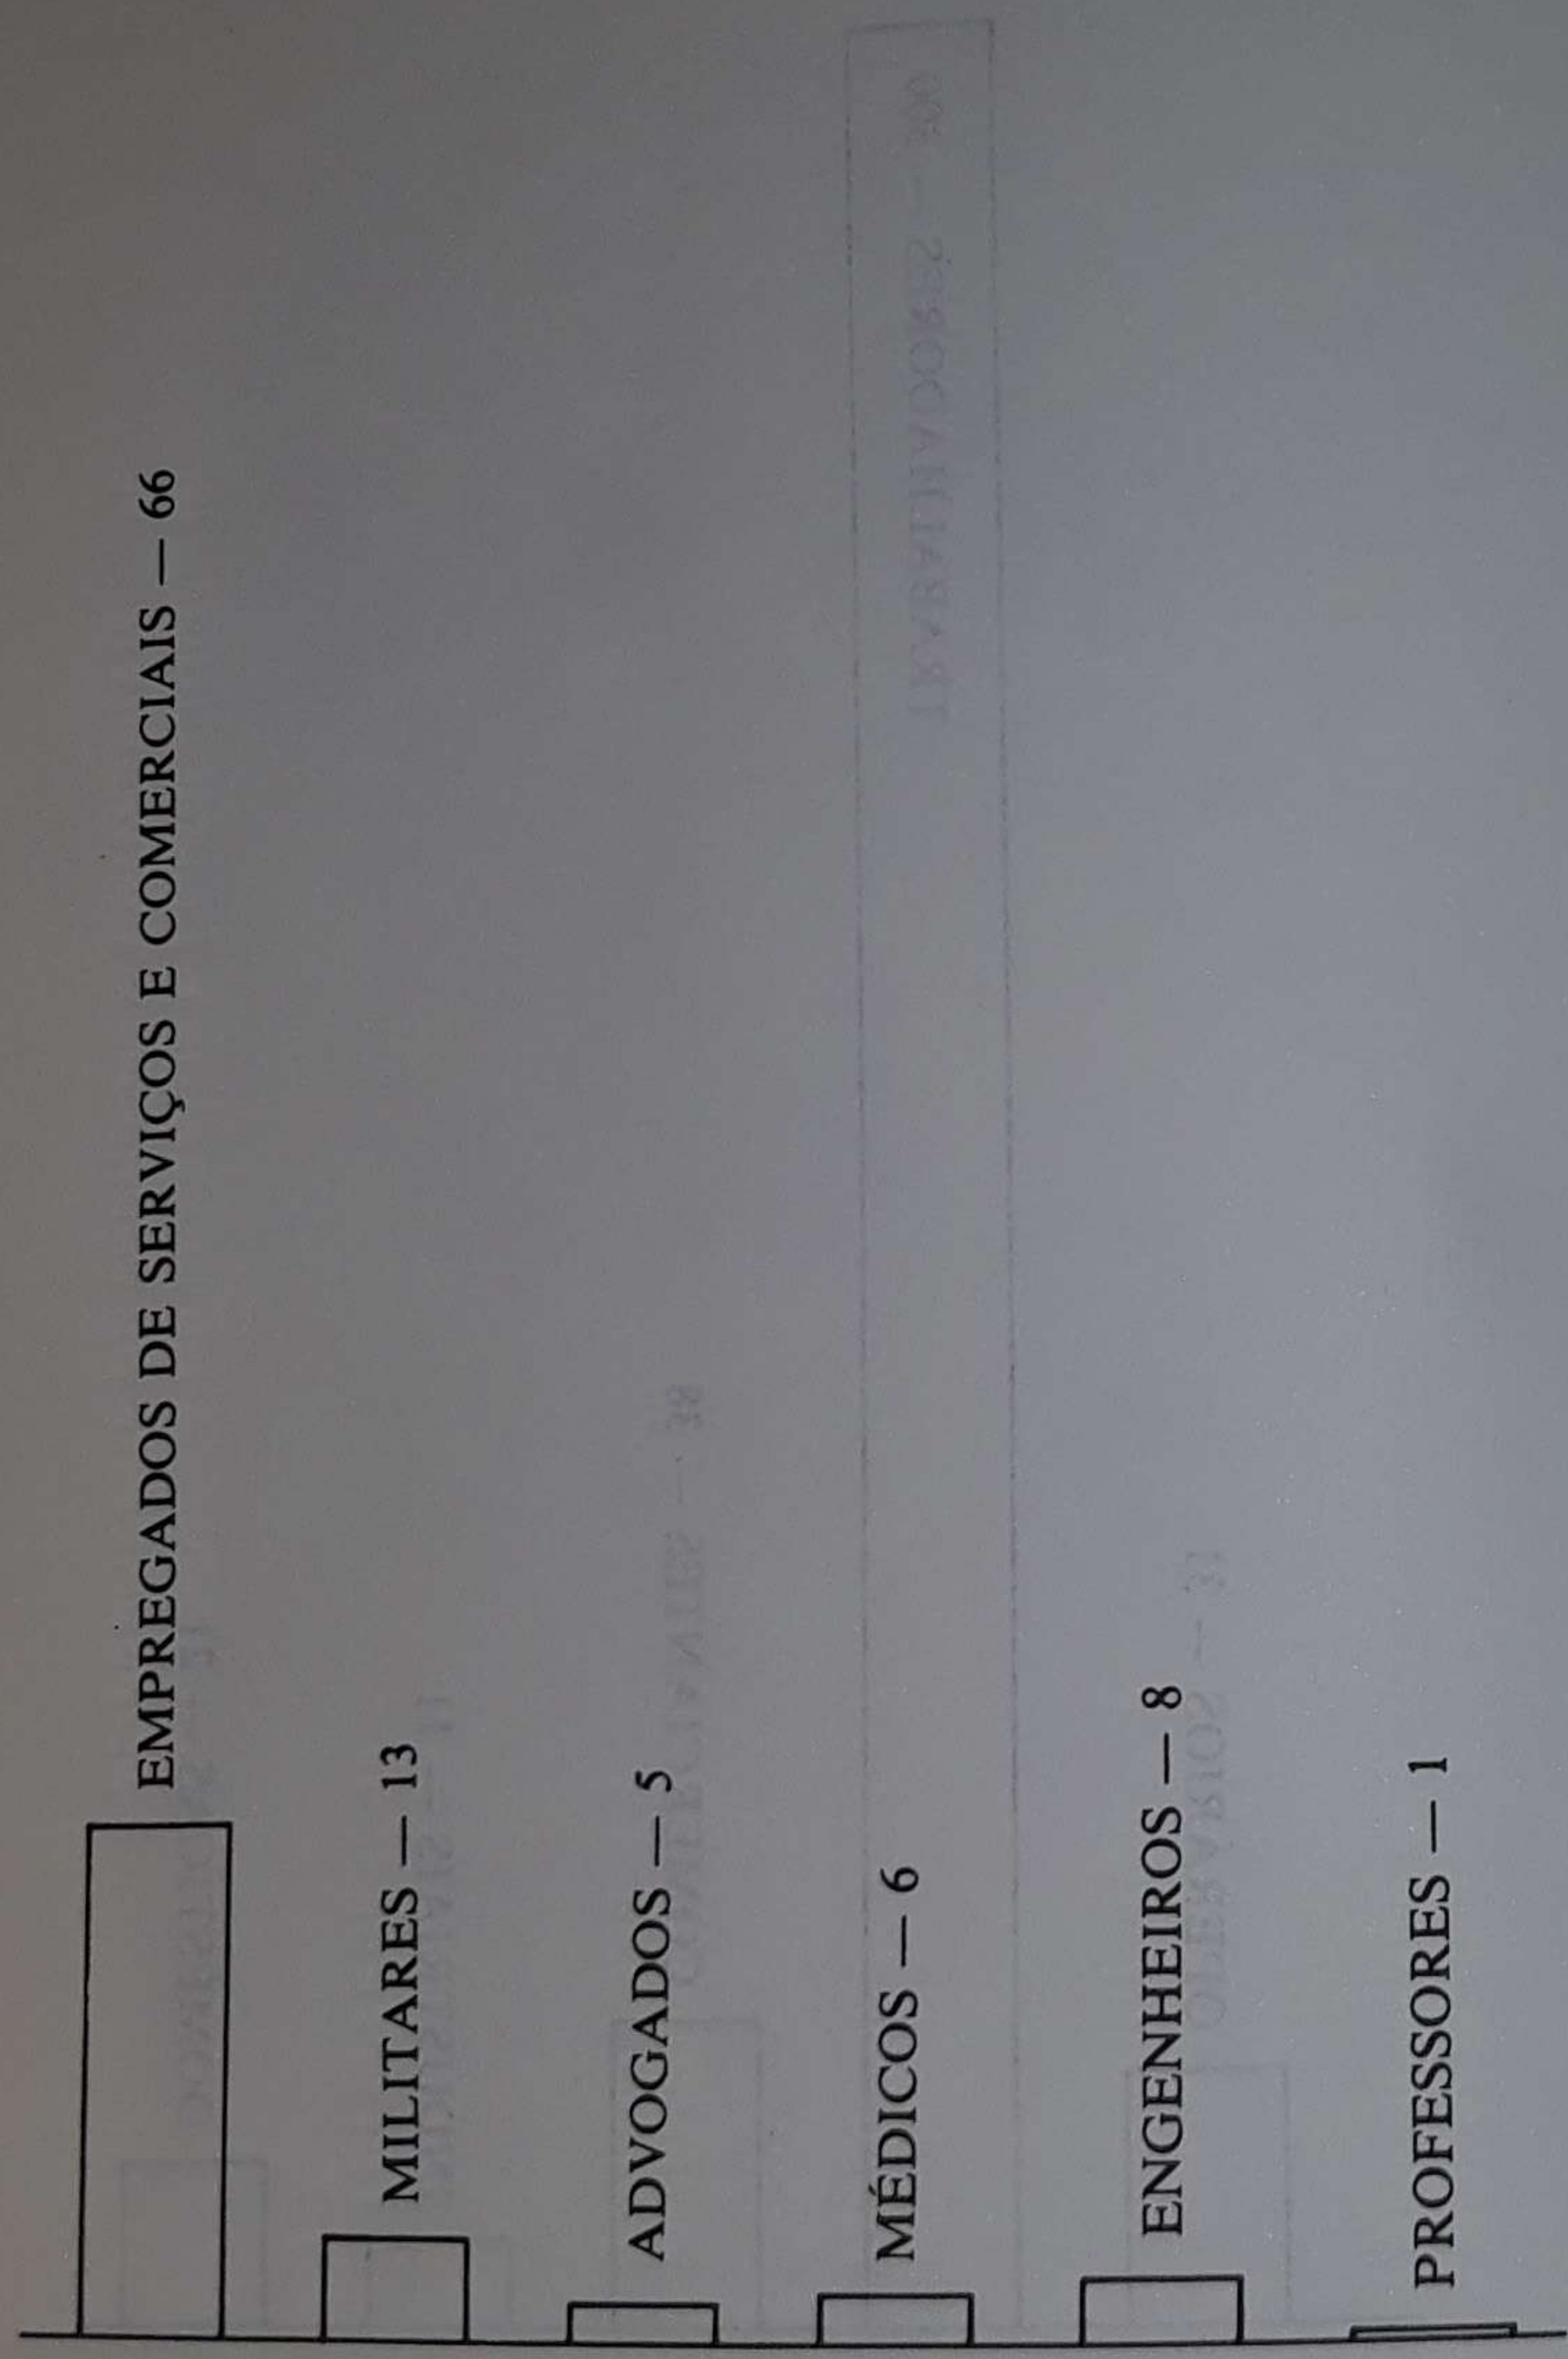 EMPREGADOS DE SERVIÇOS E COMERCIAIS — 66
MILITARES — 13
ADVOGADOS — 5
MÉDICOS — 6
ENGENHEIROS — 8
PROFESSORES — 1